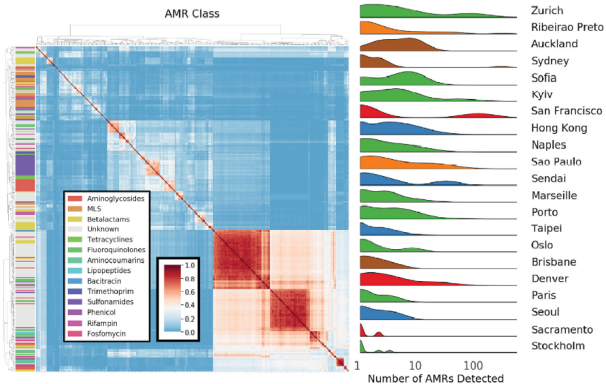 AMR Class
Aminoglycosides
MLS
Betalactams
Unknown
Tetracyclines
Fluoroquinolones
Aminocoumarins
Lipopeptides
Bacitracin
Trimethoprim
Sulfonamides
Phenicol
Rifampin
Fosfomycin
1.0
0.8
0.6
0.4
0.2
0.0
Zurich
Ribeirao Preto
Auckland
Sydney
Sofia
Kyiv
San Francisco
Hong Kong
Naples
Sao Paulo
Sendai
Marseille
Porto
Taipei
Oslo
Brisbane
Denver
Paris
Seoul
Sacramento
Stockholm
1 10 100
Number of AMRs Detected